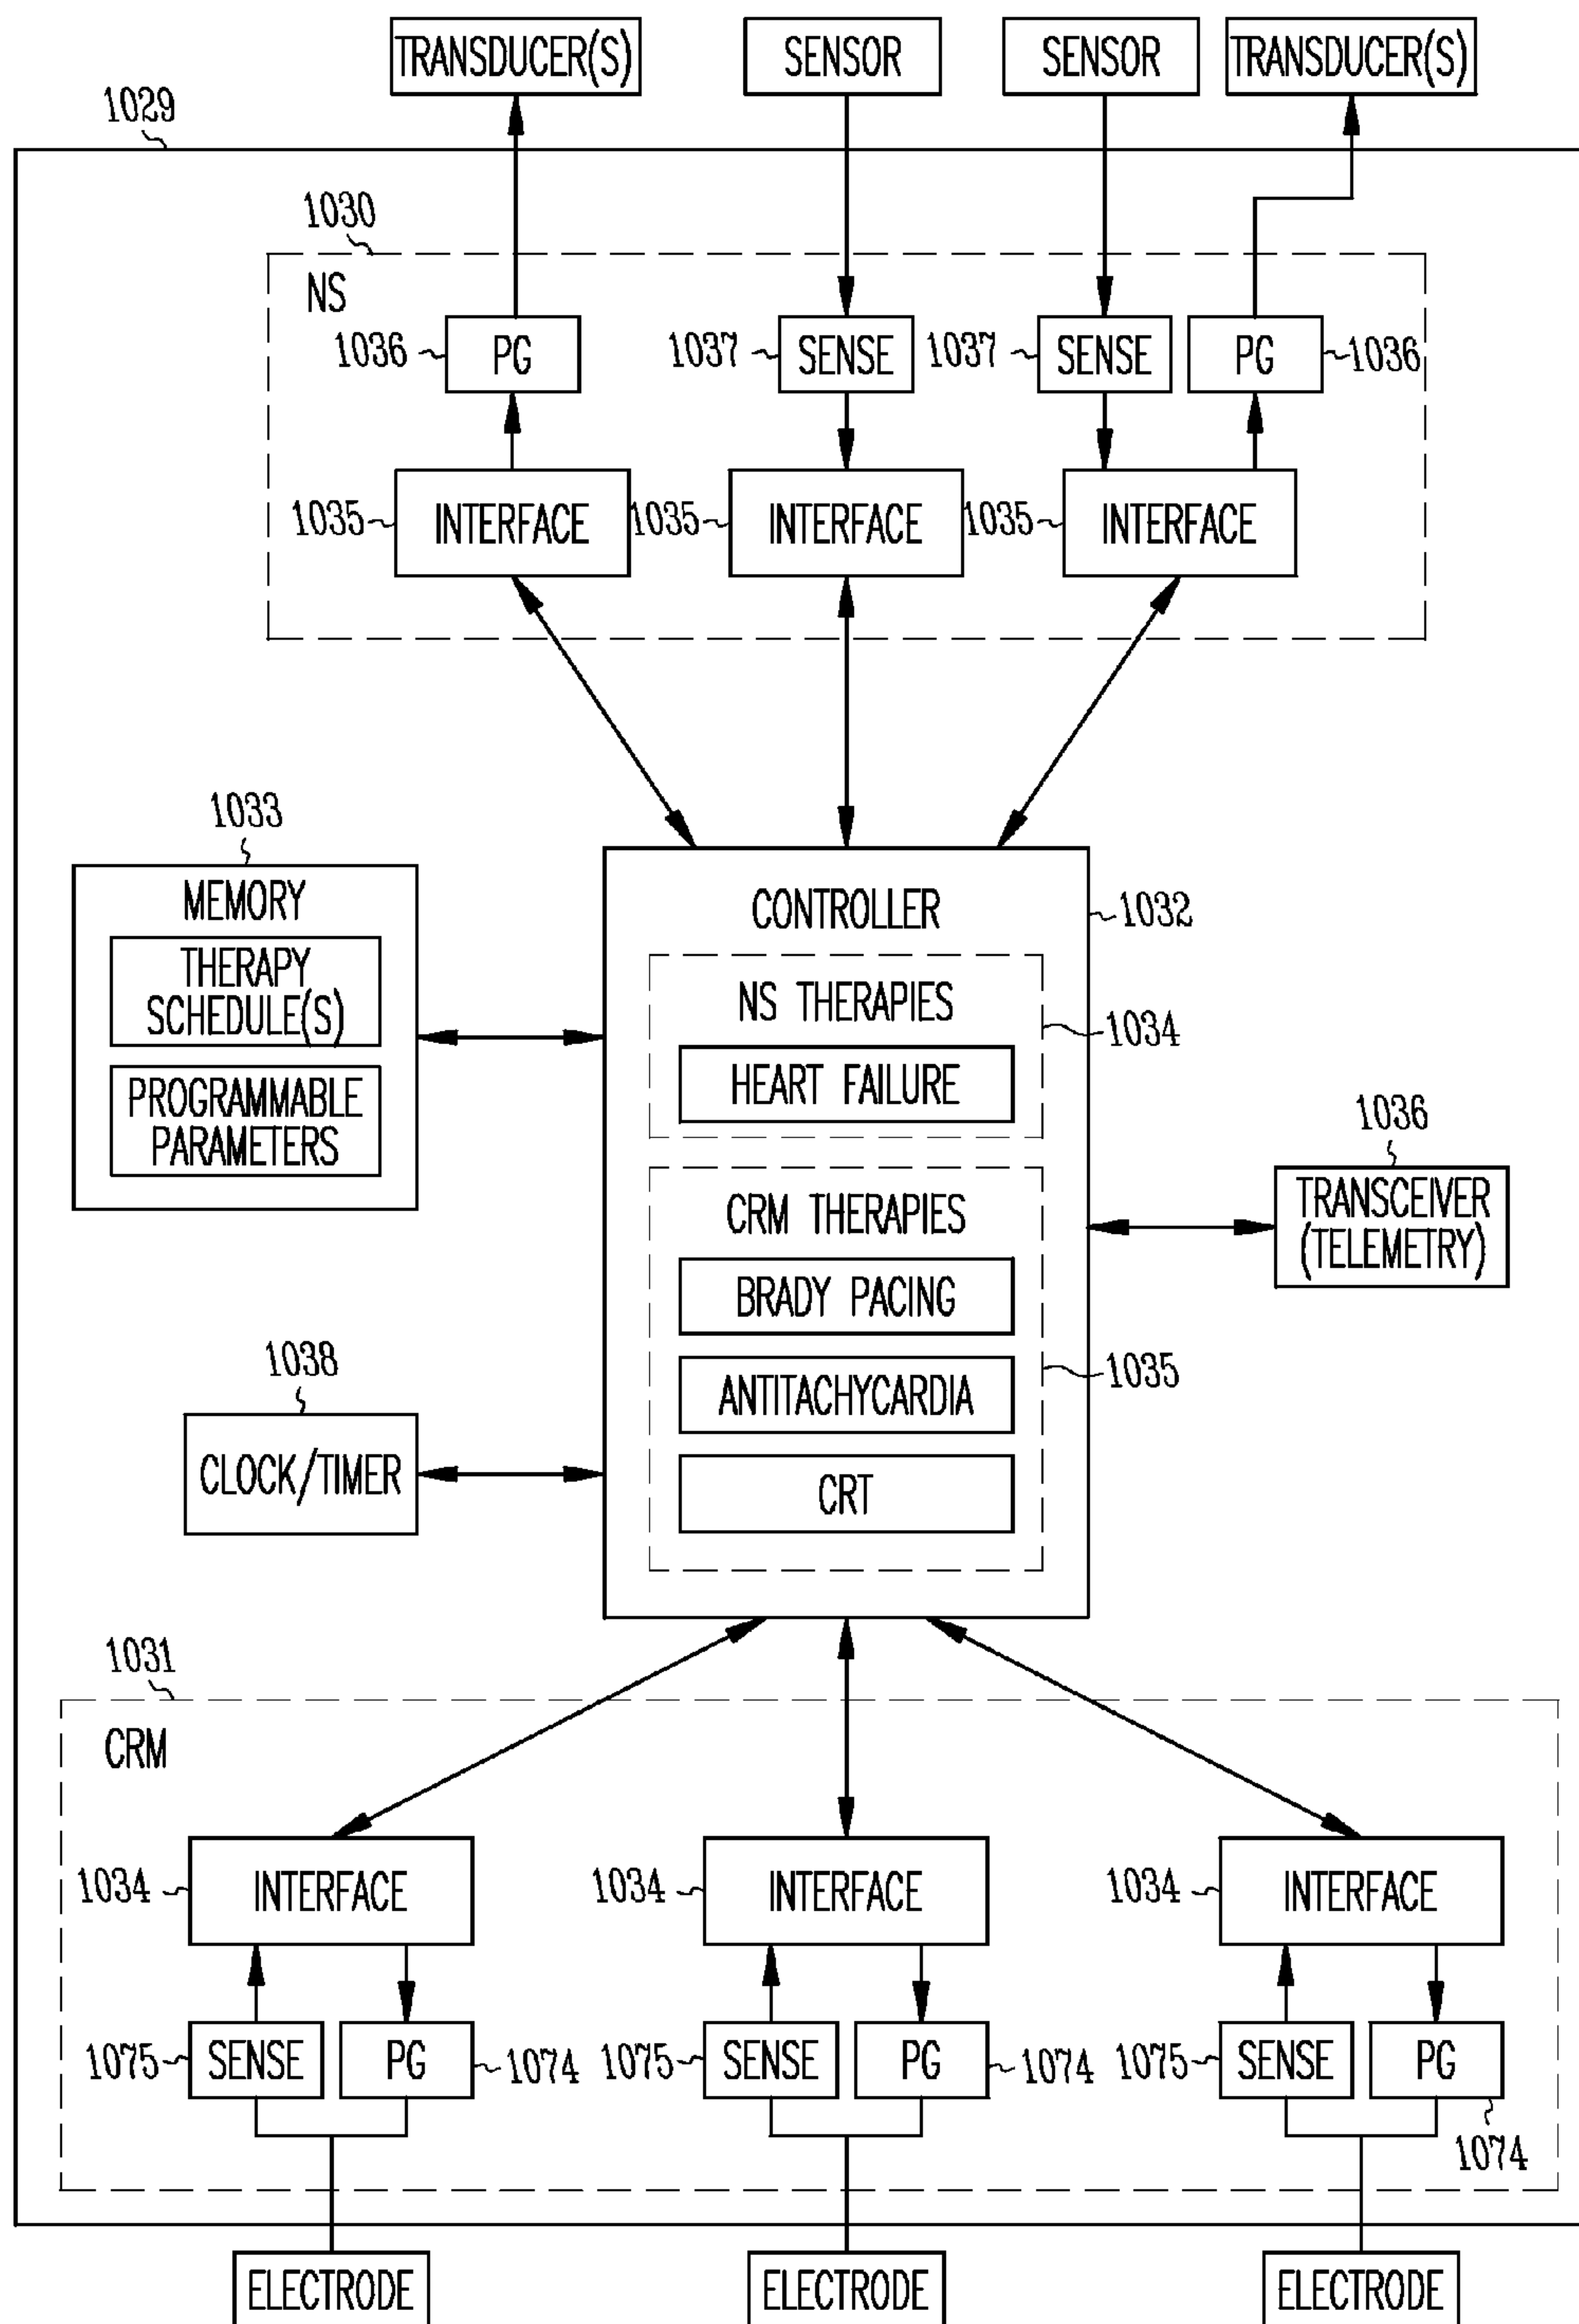 TRANSDUCER(S)
SENSOR
SENSOR
TRANSDUCER(S)
1029
1030
NS
1036
PG
1037
SENSE
1037
SENSE
PG
1036
1035
INTERFACE
1035
INTERFACE
1035
INTERFACE
1033
MEMORY
THERAPY
SCHEDULE(S)
PROGRAMMABLE
PARAMETERS
CONTROLLER
1032
NS THERAPIES
1034
HEART FAILURE
CRM THERAPIES
BRADY PACING
ANTITACHYCARDIA
1035
CRT
1036
TRANSCEIVER
(TELEMETRY)
1038
CLOCK/TIMER
1031
CRM
1034
INTERFACE
1034
INTERFACE
1034
INTERFACE
1075
SENSE
PG
1074
1075
SENSE
PG
1074
1075
SENSE
PG
1074
ELECTRODE
ELECTRODE
ELECTRODE